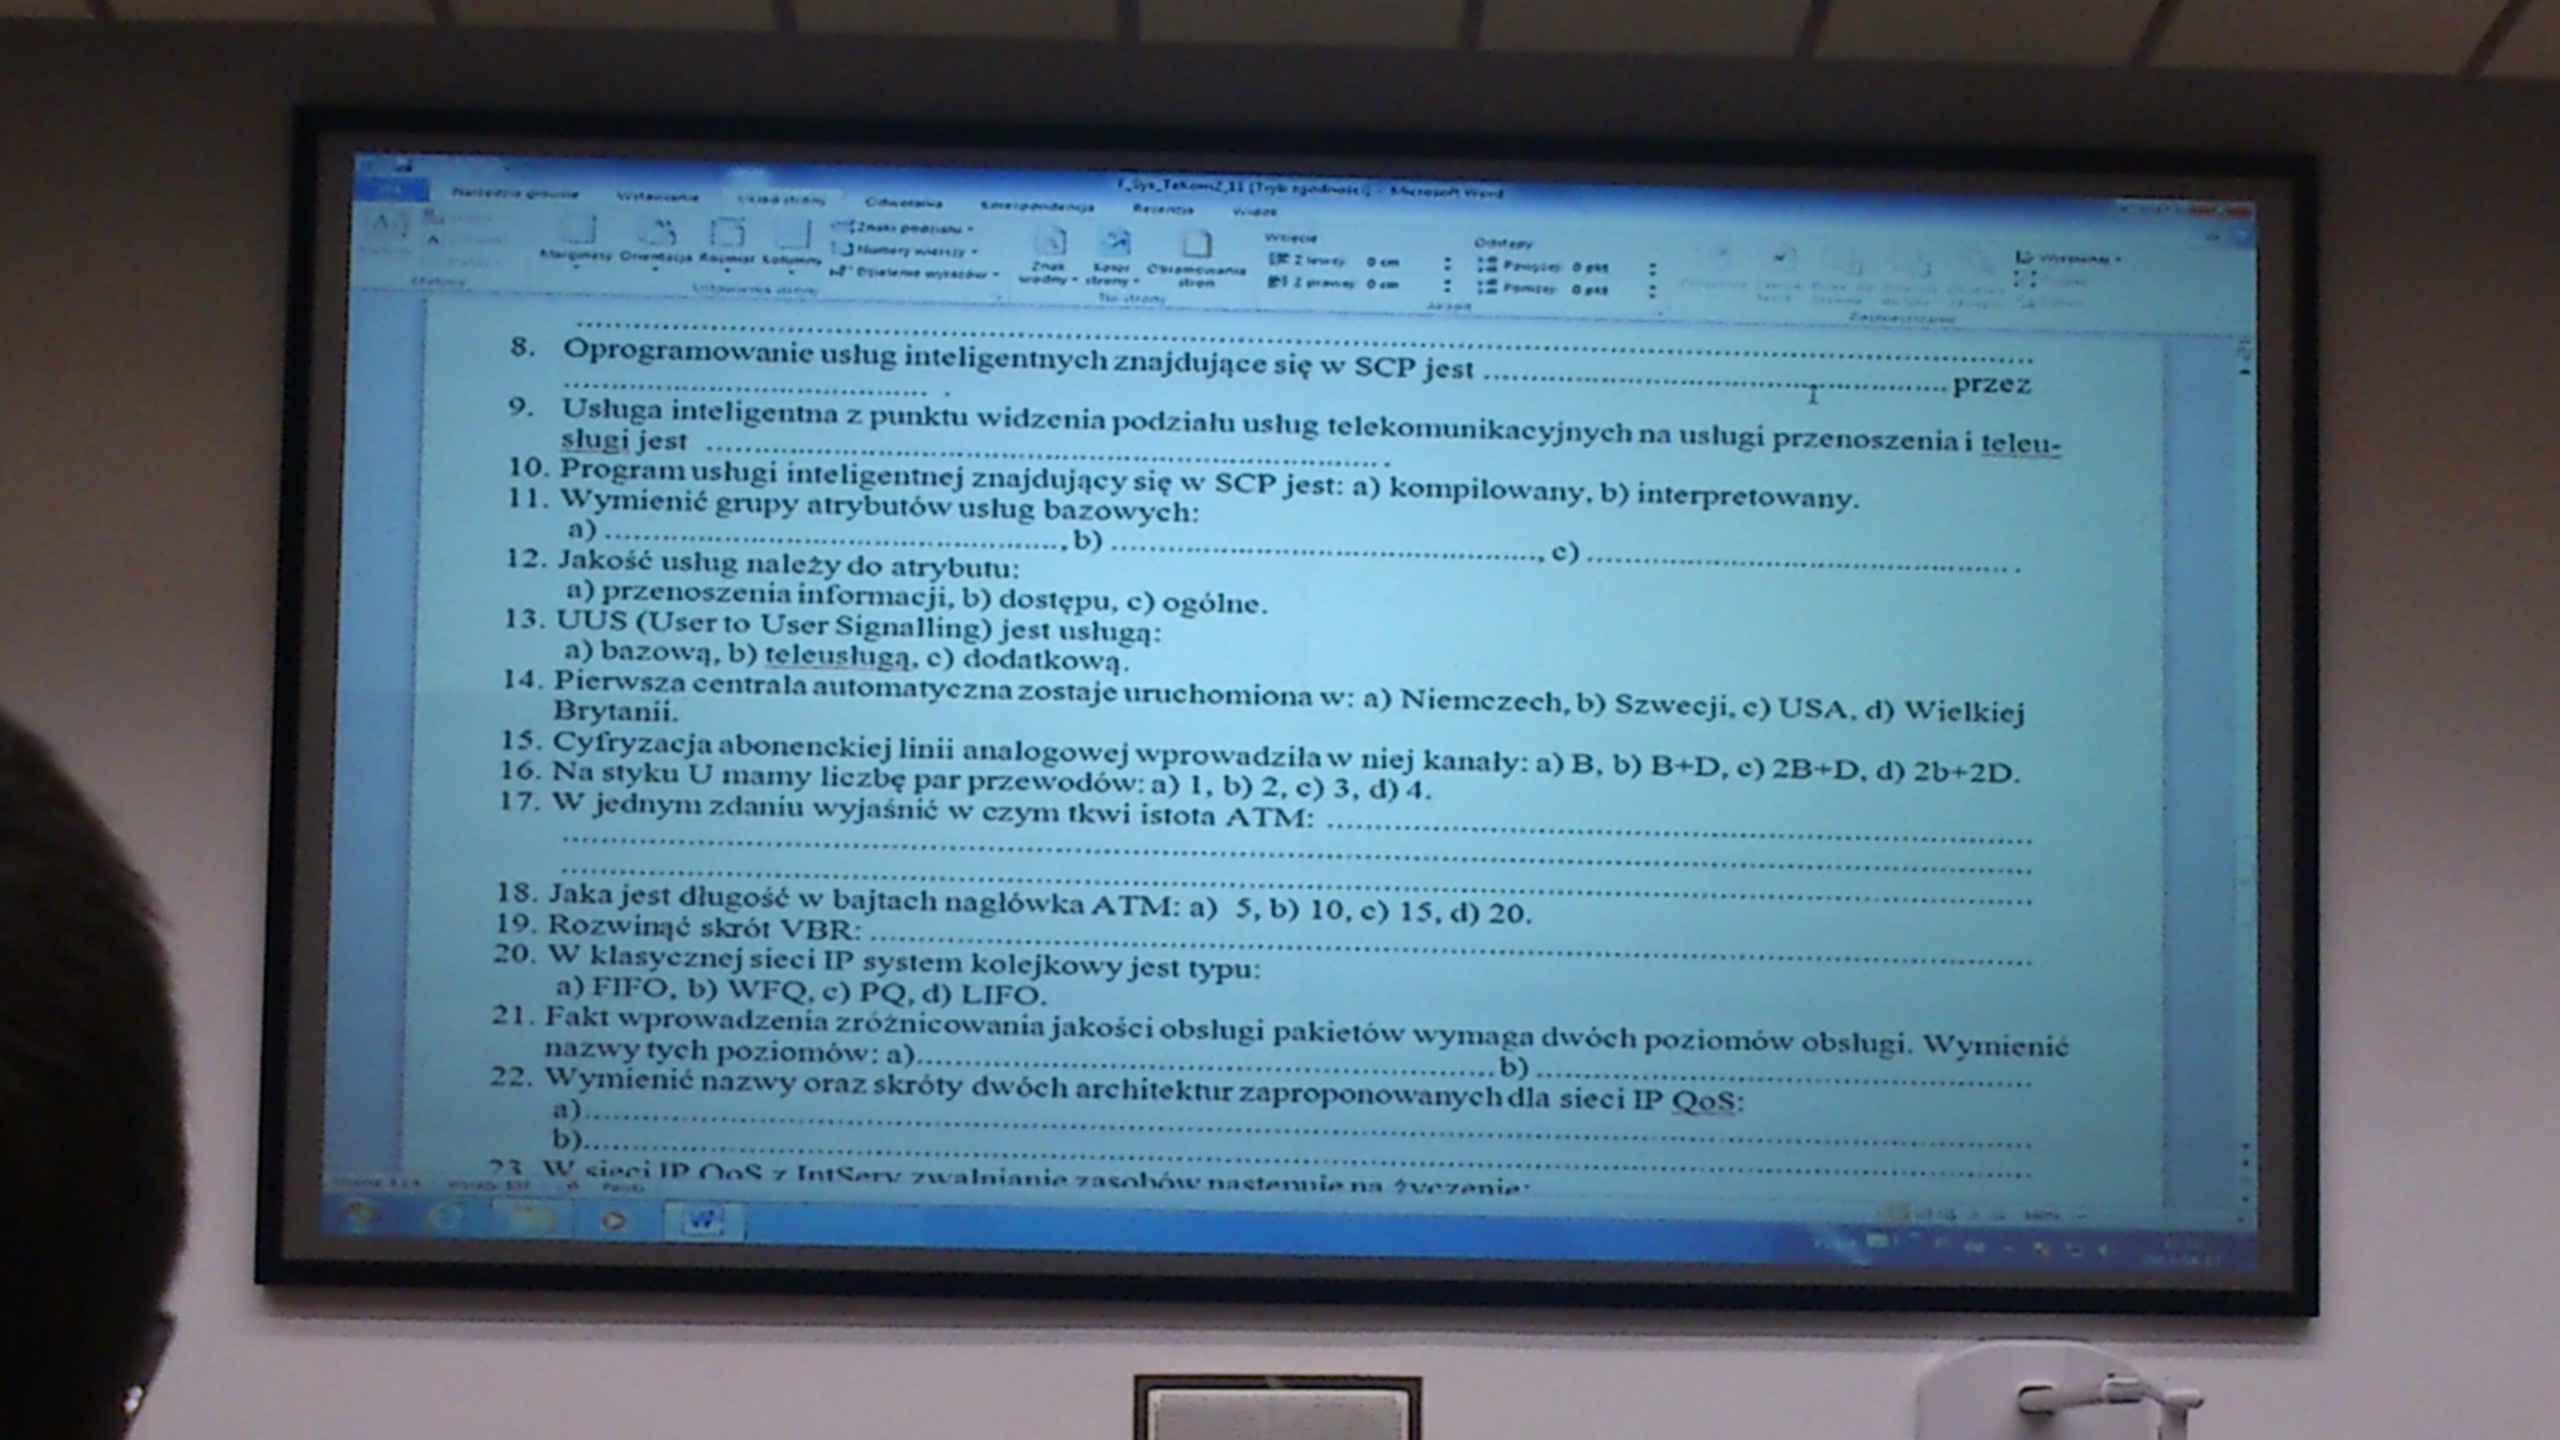 F_Sys_TeKom2_11 [Tryb zgodności] - Microsoft Word
Narzędzia główne Wstawianie Układ strony Odwołania Korespondencja Recenzja Widok
Marginesy Orientacja Rozmiar Kolumny
Znaki podziału
Numery wierszy
Dzielenie wyrazów
Znak wodny Kolor strony Obramowania stron
Wcięcie
Z lewej: 0 cm
Z prawej: 0 cm
Odstępy
Powyżej: 0 pkt
Poniżej: 0 pkt
Ustawienia strony Tło strony Akapit
8. Oprogramowanie usług inteligentnych znajdujące się w SCP jest .................... przez
.................... .
9. Usługa inteligentna z punktu widzenia podziału usług telekomunikacyjnych na usługi przenoszenia i teleu-
sługi jest .................... .
10. Program usługi inteligentnej znajdujący się w SCP jest: a) kompilowany, b) interpretowany.
11. Wymienić grupy atrybutów usług bazowych:
a) ...................., b) ...................., c) .................... .
12. Jakość usług należy do atrybutu:
a) przenoszenia informacji, b) dostępu, c) ogólne.
13. UUS (User to User Signalling) jest usługą:
a) bazową, b) teleusługą, c) dodatkową.
14. Pierwsza centrala automatyczna zostaje uruchomiona w: a) Niemczech, b) Szwecji, c) USA, d) Wielkiej
Brytanii.
15. Cyfryzacja abonenckiej linii analogowej wprowadziła w niej kanały: a) B, b) B+D, c) 2B+D, d) 2b+2D.
16. Na styku U mamy liczbę par przewodów: a) 1, b) 2, c) 3, d) 4.
17. W jednym zdaniu wyjaśnić w czym tkwi istota ATM: ....................
....................
....................
18. Jaka jest długość w bajtach nagłówka ATM: a) 5, b) 10, c) 15, d) 20.
19. Rozwinąć skrót VBR: ....................
20. W klasycznej sieci IP system kolejkowy jest typu:
a) FIFO, b) WFQ, c) PQ, d) LIFO.
21. Fakt wprowadzenia zróżnicowania jakości obsługi pakietów wymaga dwóch poziomów obsługi. Wymienić
nazwy tych poziomów: a).................... b) ....................
22. Wymienić nazwy oraz skróty dwóch architektur zaproponowanych dla sieci IP QoS:
a)....................
b)....................
23. W sieci IP QoS z IntServ zwalnianie zasobów następuje na życzenie: